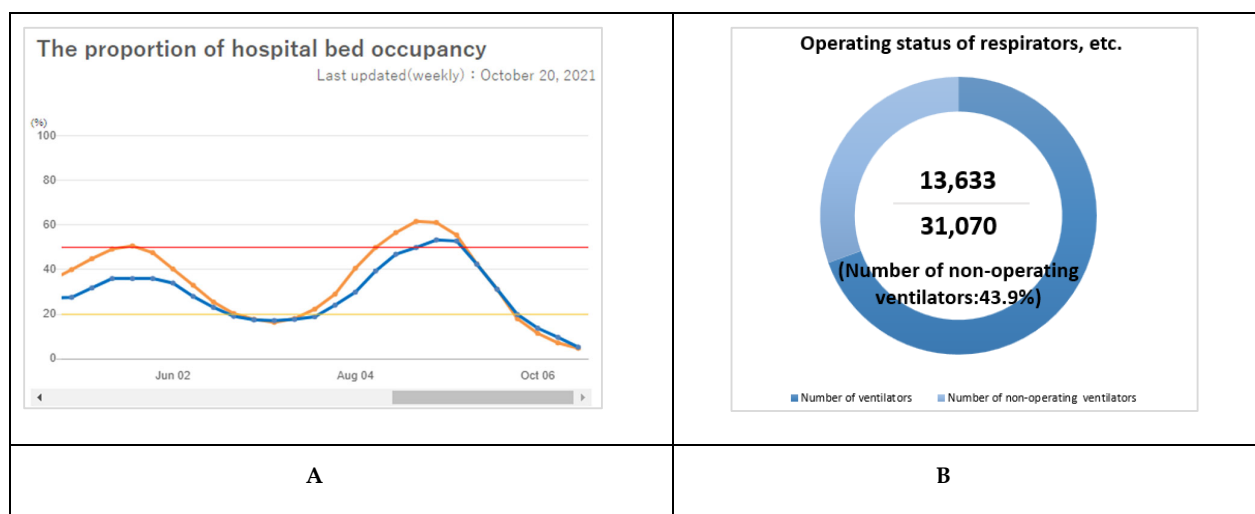 The proportion of hospital bed occupancy
Last updated(weekly)：October 20, 2021
(%)
100
80
60
40
20
0
Jun 02
Aug 04
Oct 06
Operating status of respirators, etc.
13,633
31,070
(Number of non-operating
ventilators:43.9%)
Number of ventilators
Number of non-operating ventilators
A
B